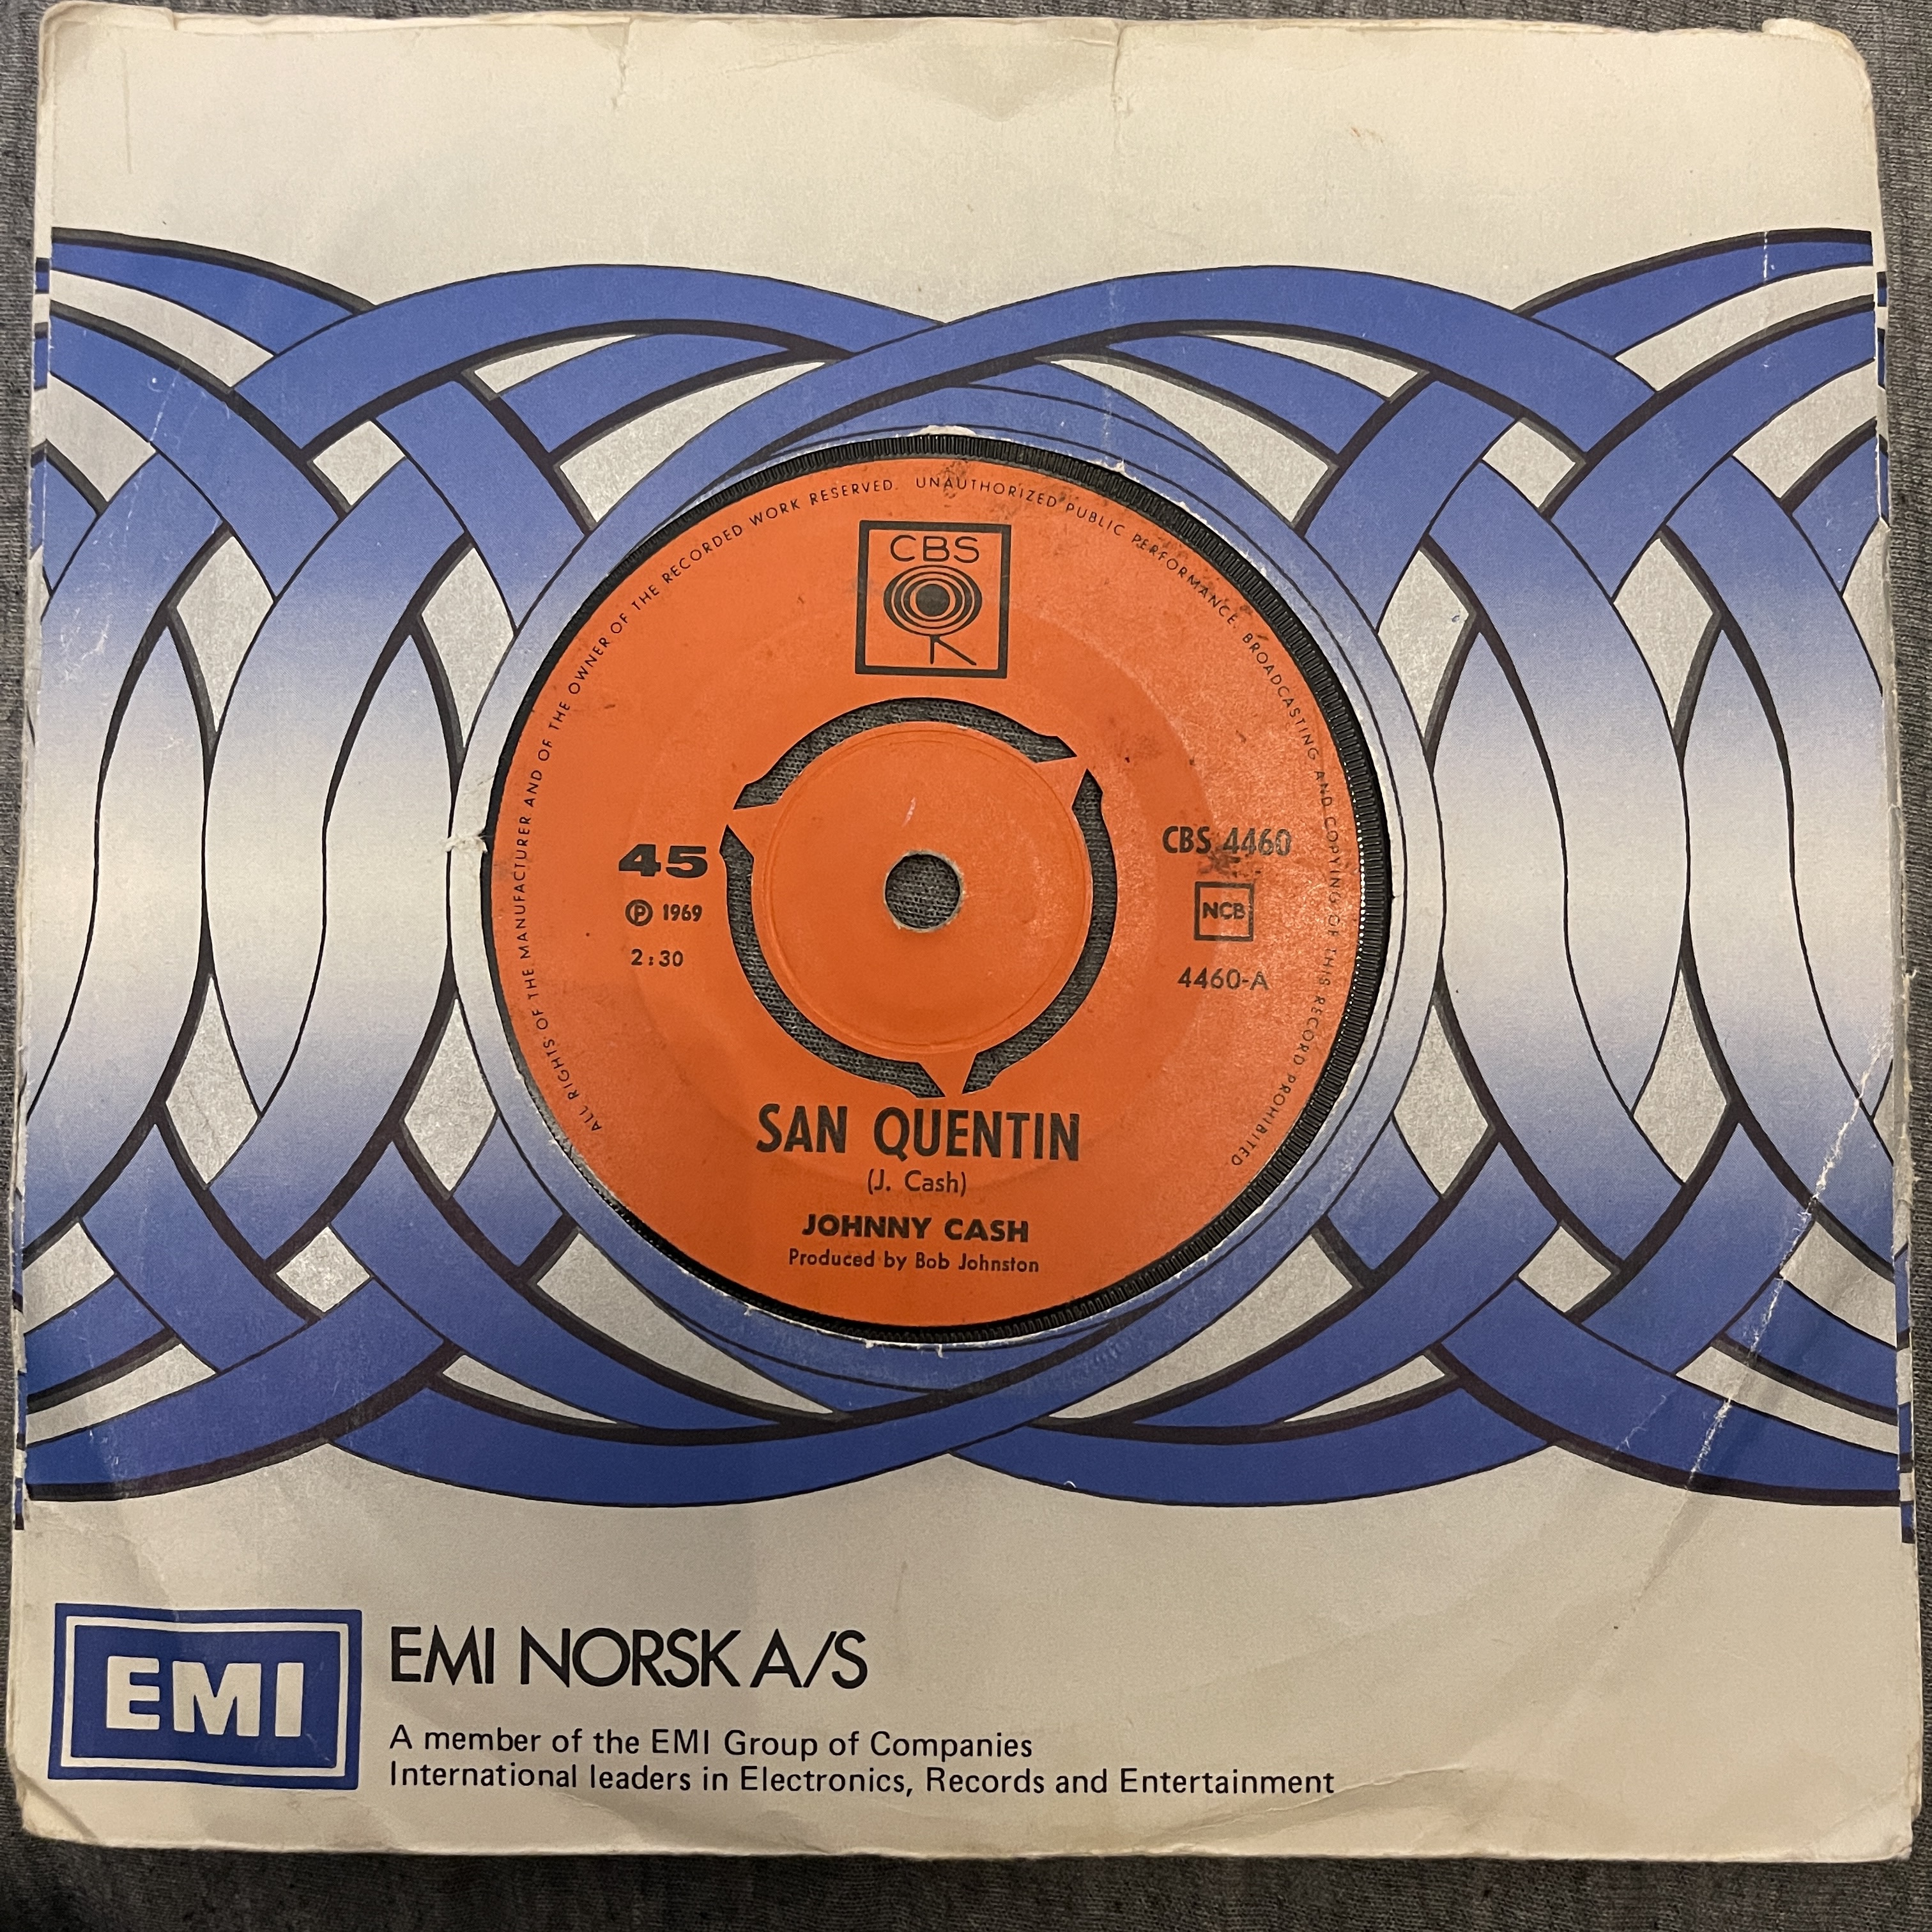 ALL RIGHTS OF THE MANUFACTURER AND OF THE OWNER OF THE RECORDED WORK RESERVED. UNAUTHORIZED PUBLIC PERFORMANCE. BROADCASTING AND COPYING OF THIS RECORD PROHIBITED
CBS
45
℗ 1969
2:30
CBS 4460
NCB
4460-A
SAN QUENTIN
(J. Cash)
JOHNNY CASH
Produced by Bob Johnston
EMI
EMI NORSK A/S
A member of the EMI Group of Companies
International leaders in Electronics, Records and Entertainment